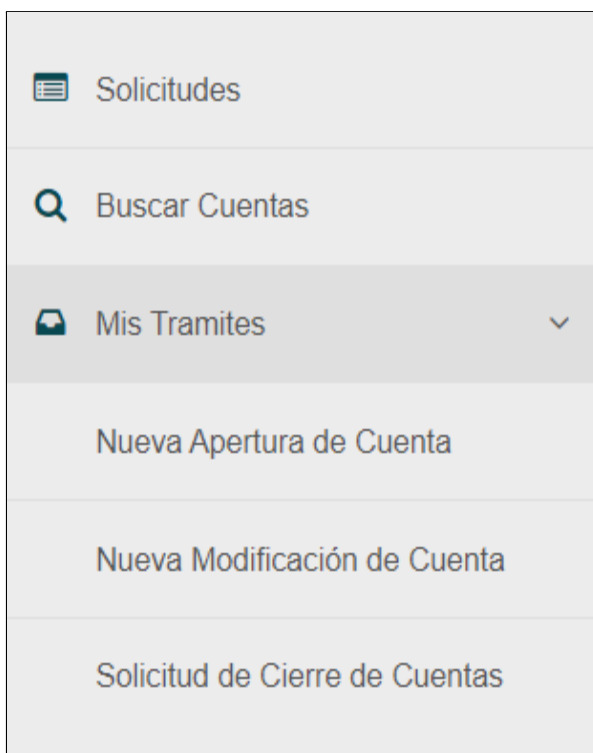 Solicitudes
Buscar Cuentas
Mis Tramites
Nueva Apertura de Cuenta
Nueva Modificación de Cuenta
Solicitud de Cierre de Cuentas